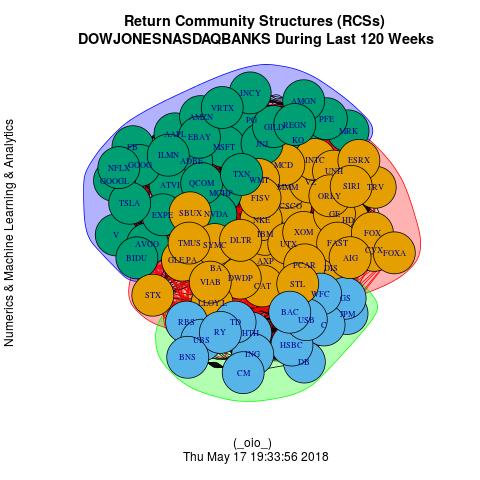 Return Community Structures (RCSs)
DOWJONESNASDAQBANKS During Last 120 Weeks
Numerics & Machine Learning & Analytics
INCY
AMGN
VRTX
AMZN
PG
GILD
REGN
PFE
MRK
AAPL
EBAY
KO
FB
MSFT
JNJ
GOOG
ILMN
ADBE
INTC
ESRX
NFLX
MCD
UNH
GOOGL
ATVI
QCOM
TXN
WMT
MMM
SIRI
TRV
MCHP
FISV
ORLY
TSLA
CSCO
EXPE
SBUX
NVDA
NKE
GE
HD
V
IBM
XOM
FOX
AVGO
TMUS
SYMC
DLTR
UTX
FAST
FOXA
BIDU
AXP
AIG
BA
PCAR
DIS
STX
VIAB
DWDP
CAT
STL
WFC
GS
LLOY.L
BAC
JPM
RBS
TD
USB
C
RY
HTH
UBS
HSBC
BNS
ING
DB
CM
(_oio_)
Thu May 17 19:33:56 2018